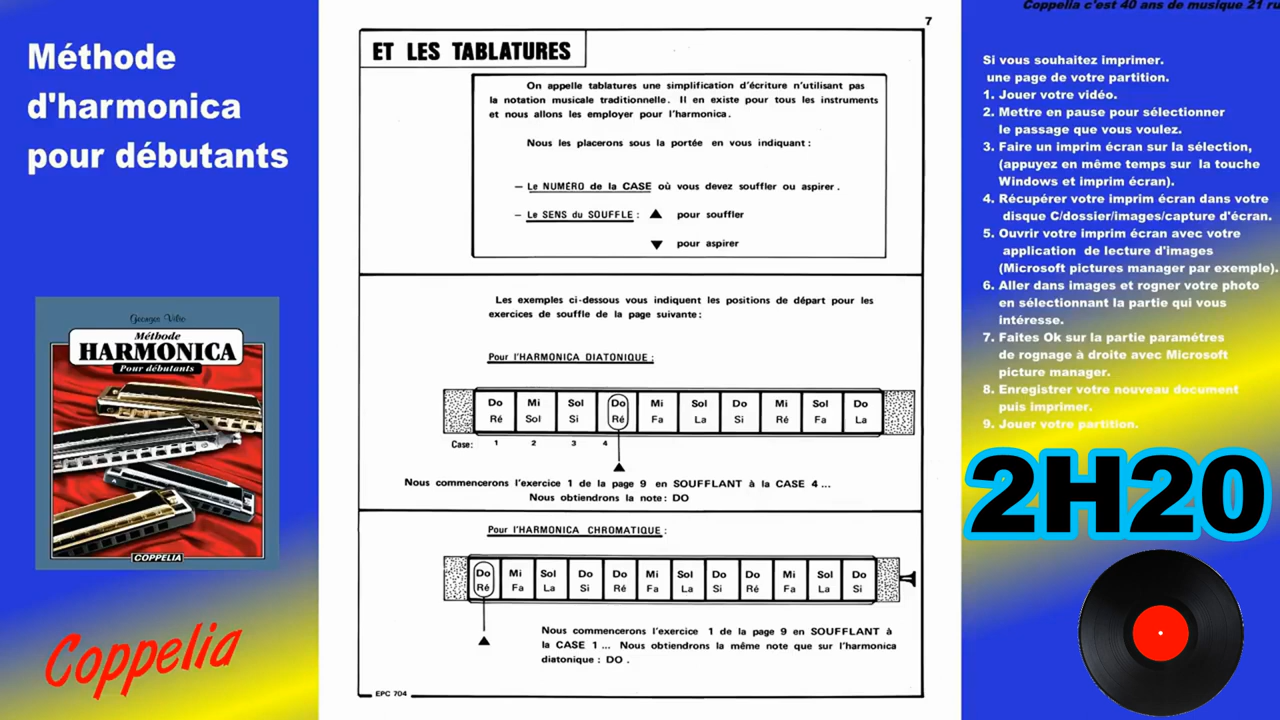 Méthode
d'harmonica
pour débutants
Georges Vilio
Méthode
HARMONICA
Pour débutants
COPPELIA
Coppelia
7
ET LES TABLATURES
On appelle tablatures une simplification d'écriture n'utilisant pas
la notation musicale traditionnelle. Il en existe pour tous les instruments
et nous allons les employer pour l'harmonica.
Nous les placerons sous la portée en vous indiquant :
– Le NUMÉRO de la CASE où vous devez souffler ou aspirer.
– Le SENS du SOUFFLE : ▲ pour souffler
▼ pour aspirer
Les exemples ci-dessous vous indiquent les positions de départ pour les
exercices de souffle de la page suivante :
Pour l'HARMONICA DIATONIQUE :
Do Mi Sol Do Mi Sol Do Mi Fa Do
Ré Sol Si Ré Fa La Si Ré La La
Case: 1 2 3 4
▲
Nous commencerons l'exercice 1 de la page 9 en SOUFFLANT à la CASE 4 ...
Nous obtiendrons la note : DO
Pour l'HARMONICA CHROMATIQUE :
Do Mi Sol Do Do Mi Sol Do Do Mi Sol Do
Ré Fa La Si Ré Fa La Si Ré Fa La Si
▲
Nous commencerons l'exercice 1 de la page 9 en SOUFFLANT à
la CASE 1 ... Nous obtiendrons la même note que sur l'harmonica
diatonique : DO .
EPC 704
Coppelia c'est 40 ans de musique 21 ru
Si vous souhaitez imprimer.
une page de votre partition.
1. Jouer votre vidéo.
2. Mettre en pause pour sélectionner
le passage que vous voulez.
3. Faire un imprim écran sur la sélection,
(appuyez en même temps sur la touche
Windows et imprim écran).
4. Récupérer votre imprim écran dans votre
disque C/dossier/images/capture d'écran.
5. Ouvrir votre imprim écran avec votre
application de lecture d'images
(Microsoft pictures manager par exemple).
6. Aller dans images et rogner votre photo
en sélectionnant la partie qui vous
intéresse.
7. Faites Ok sur la partie paramétres
de rognage à droite avec Microsoft
picture manager.
8. Enregistrer votre nouveau document
puis imprimer.
9. Jouer votre partition.
2H20